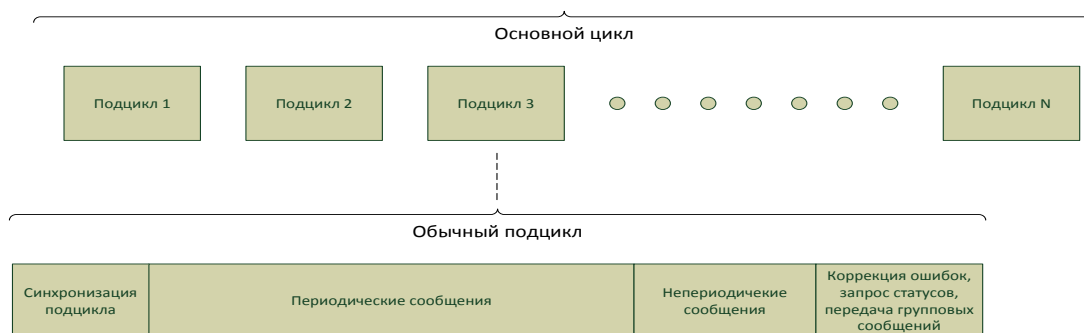 Основной цикл
Подцикл 1
Подцикл 2
Подцикл 3
Подцикл N
Обычный подцикл
Синхронизация
подцикла
Периодические сообщения
Непериодичекие
сообщения
Коррекция ошибок,
запрос статусов,
передача групповых
сообщений